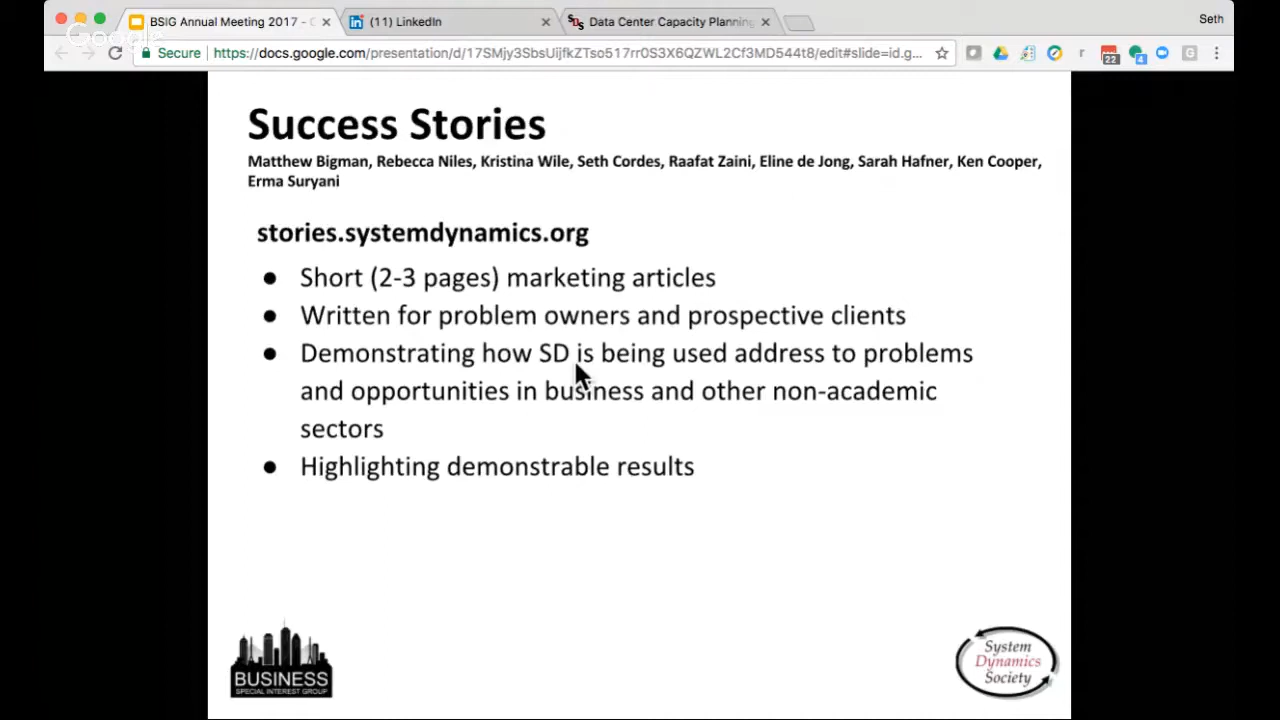 BSIG Annual Meeting 2017 - C
(11) LinkedIn
Data Center Capacity Planning
Seth
Google
Secure
https://docs.google.com/presentation/d/17SMjy3SbsUijfkZTso517rr0S3X6QZWL2Cf3MD544t8/edit#slide=id.g...
22
4
Success Stories
Matthew Bigman, Rebecca Niles, Kristina Wile, Seth Cordes, Raafat Zaini, Eline de Jong, Sarah Hafner, Ken Cooper,
Erma Suryani
stories.systemdynamics.org
● Short (2-3 pages) marketing articles
● Written for problem owners and prospective clients
● Demonstrating how SD is being used address to problems
and opportunities in business and other non-academic
sectors
● Highlighting demonstrable results
BUSINESS
SPECIAL INTEREST GROUP
System
Dynamics
Society